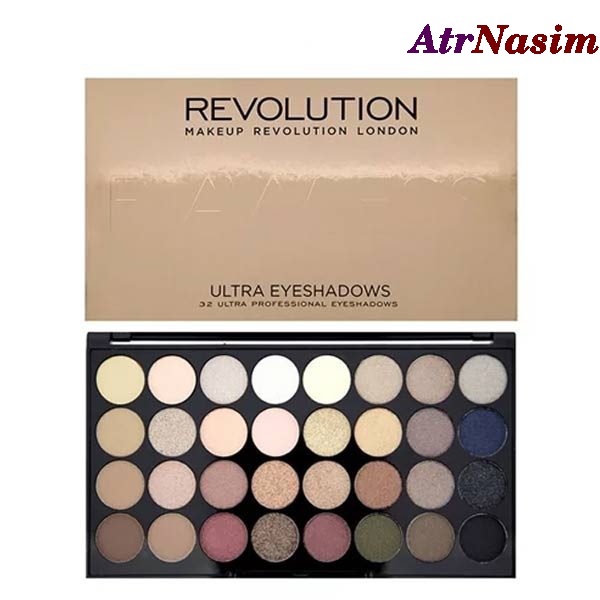 AtrNasim
REVOLUTION
MAKEUP REVOLUTION LONDON
ULTRA EYESHADOWS
32 ULTRA PROFESSIONAL EYESHADOWS